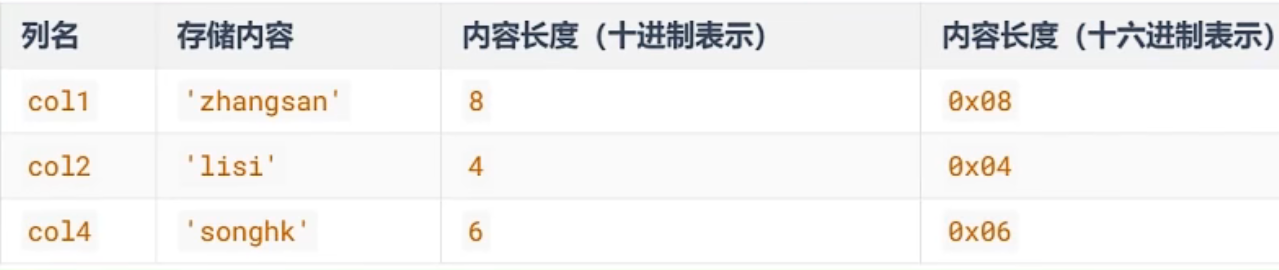 列名 存储内容 内容长度（十进制表示） 内容长度（十六进制表示）
col1 'zhangsan' 8 0x08
col2 'lisi' 4 0x04
col4 'songhk' 6 0x06